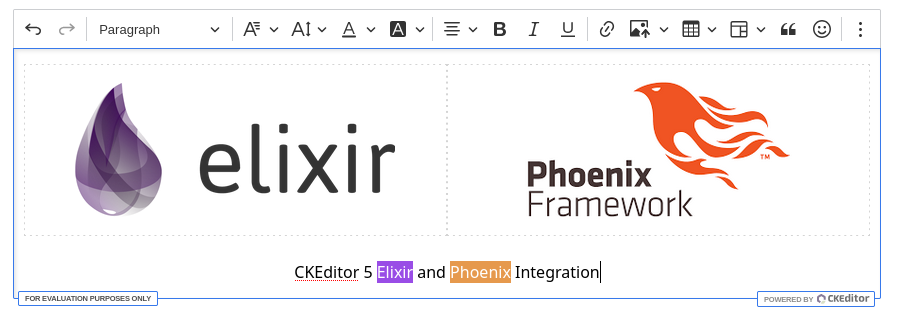 Paragraph
A A A A B I U
elixir
Phoenix
Framework
TM
CKEditor 5 Elixir and Phoenix Integration
FOR EVALUATION PURPOSES ONLY
POWERED BY CKEditor